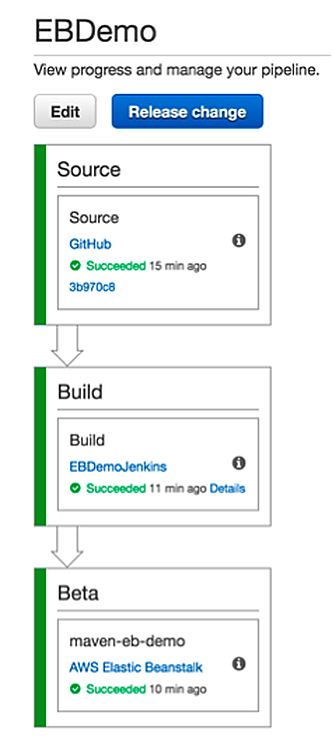 EBDemo
View progress and manage your pipeline.
Edit
Release change
Source
Source
GitHub
Succeeded 15 min ago
3b970c8
Build
Build
EBDemoJenkins
Succeeded 11 min ago Details
Beta
maven-eb-demo
AWS Elastic Beanstalk
Succeeded 10 min ago